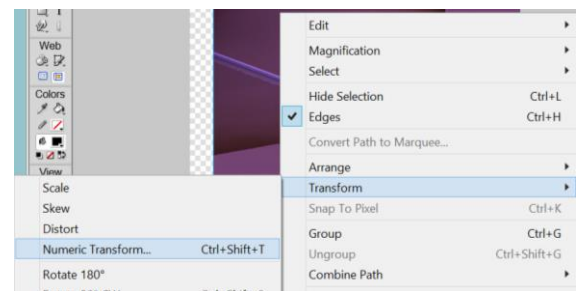 Web
Colors
View
Edit
Magnification
Select
Hide Selection Ctrl+L
Edges Ctrl+H
Convert Path to Marquee...
Arrange
Transform
Snap To Pixel Ctrl+K
Group Ctrl+G
Ungroup Ctrl+Shift+G
Combine Path
Scale
Skew
Distort
Numeric Transform... Ctrl+Shift+T
Rotate 180°